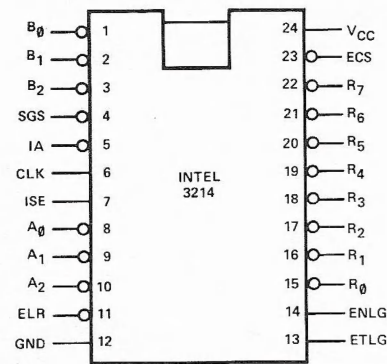 B0 1 24 VCC
B1 2 23 ECS
B2 3 22 R7
SGS 4 21 R6
IA 5 20 R5
CLK 6 19 R4
INTEL
3214
ISE 7 18 R3
A0 8 17 R2
A1 9 16 R1
A2 10 15 R0
ELR 11 14 ENLG
GND 12 13 ETLG